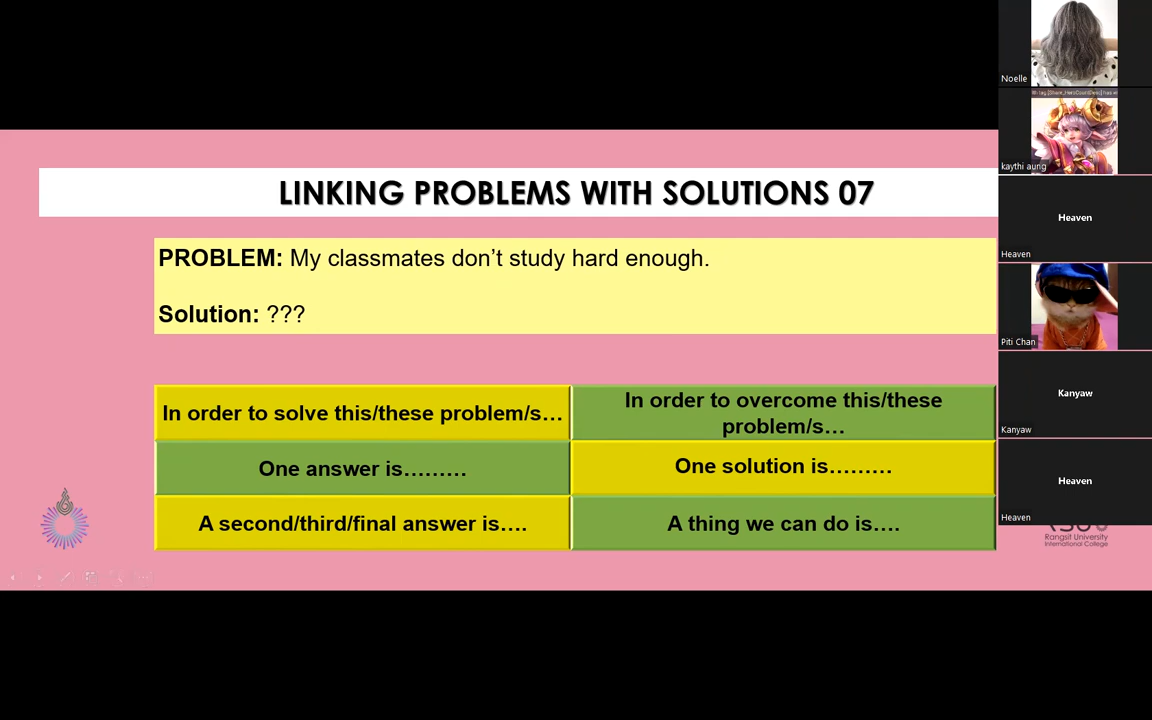 LINKING PROBLEMS WITH SOLUTIONS 07
PROBLEM: My classmates don’t study hard enough.
Solution: ???
In order to solve this/these problem/s…
In order to overcome this/these
problem/s…
One answer is………
One solution is………
A second/third/final answer is….
A thing we can do is….
Rangsit University
International College
Noelle
kaythi aung
Heaven
Heaven
Piti Chan
Kanyaw
Kanyaw
Heaven
Heaven